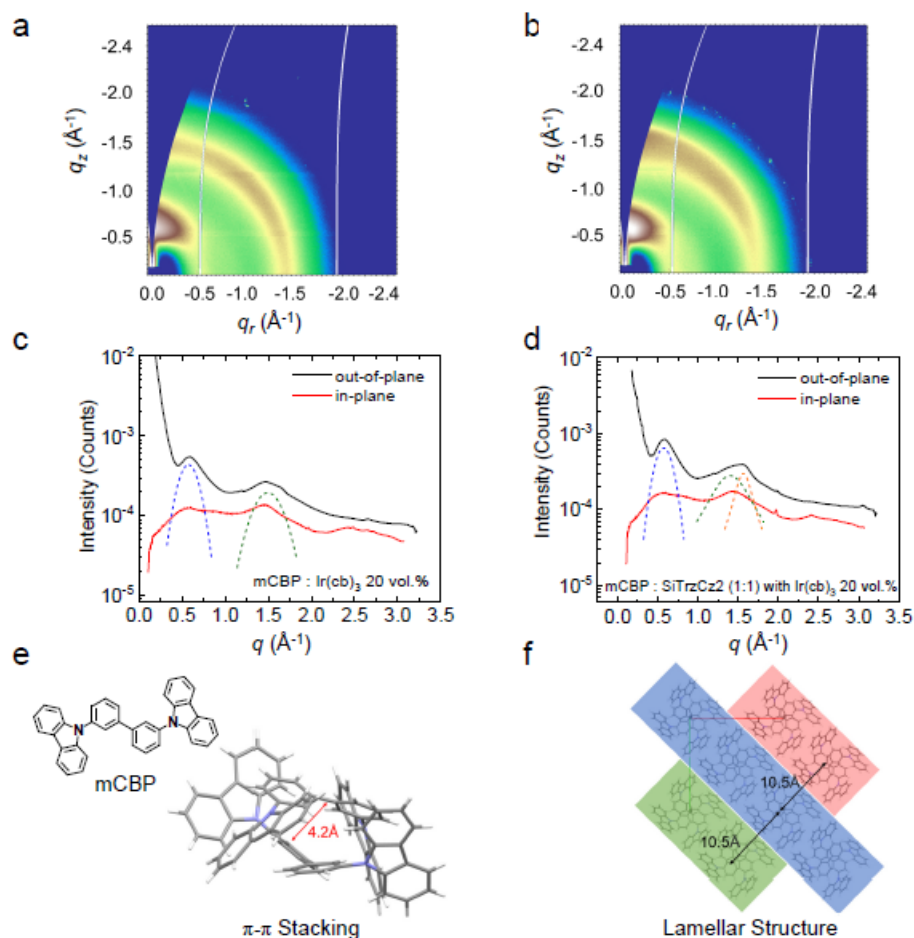 a
b
-2.4
-2.0
-1.5
-1.0
-0.5
qz (Å-1)
0.0 -0.5 -1.0 -1.5 -2.0 -2.4
qr (Å-1)
-2.4
-2.0
-1.5
-1.0
-0.5
qz (Å-1)
0.0 -0.5 -1.0 -1.5 -2.0 -2.4
qr (Å-1)
c
d
10-2
10-3
10-4
10-5
Intensity (Counts)
out-of-plane
in-plane
mCBP : Ir(cb)3 20 vol.%
0.0 0.5 1.0 1.5 2.0 2.5 3.0 3.5
q (Å-1)
10-2
10-3
10-4
10-5
Intensity (Counts)
out-of-plane
in-plane
mCBP : SiTrzCz2 (1:1) with Ir(cb)3 20 vol.%
0.0 0.5 1.0 1.5 2.0 2.5 3.0 3.5
q (Å-1)
e
f
N
N
mCBP
4.2Å
π-π Stacking
10.5Å
10.5Å
Lamellar Structure